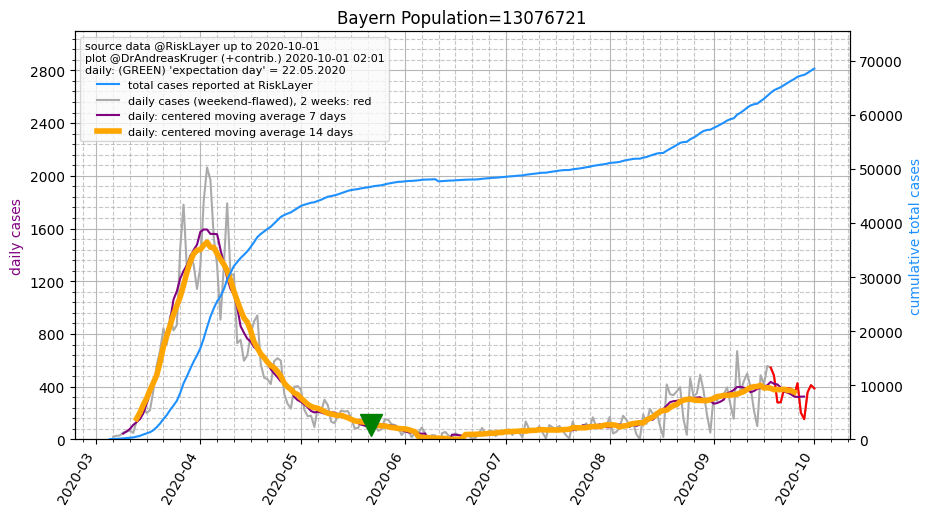 Bayern Population=13076721
source data @RiskLayer up to 2020-10-01
plot @DrAndreasKruger (+contrib.) 2020-10-01 02:01
daily: (GREEN) 'expectation day' = 22.05.2020
total cases reported at RiskLayer
daily cases (weekend-flawed), 2 weeks: red
daily: centered moving average 7 days
daily: centered moving average 14 days
daily cases
2800
2400
2000
1600
1200
800
400
0
70000
60000
50000
40000
30000
20000
10000
0
cumulative total cases
2020-03
2020-04
2020-05
2020-06
2020-07
2020-08
2020-09
2020-10